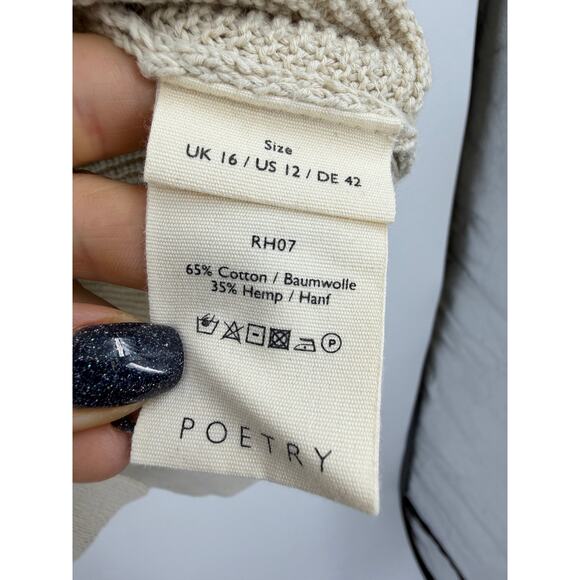 Size
UK 16 / US 12 / DE 42
RH07
65% Cotton / Baumwolle
35% Hemp / Hanf
P
POETRY